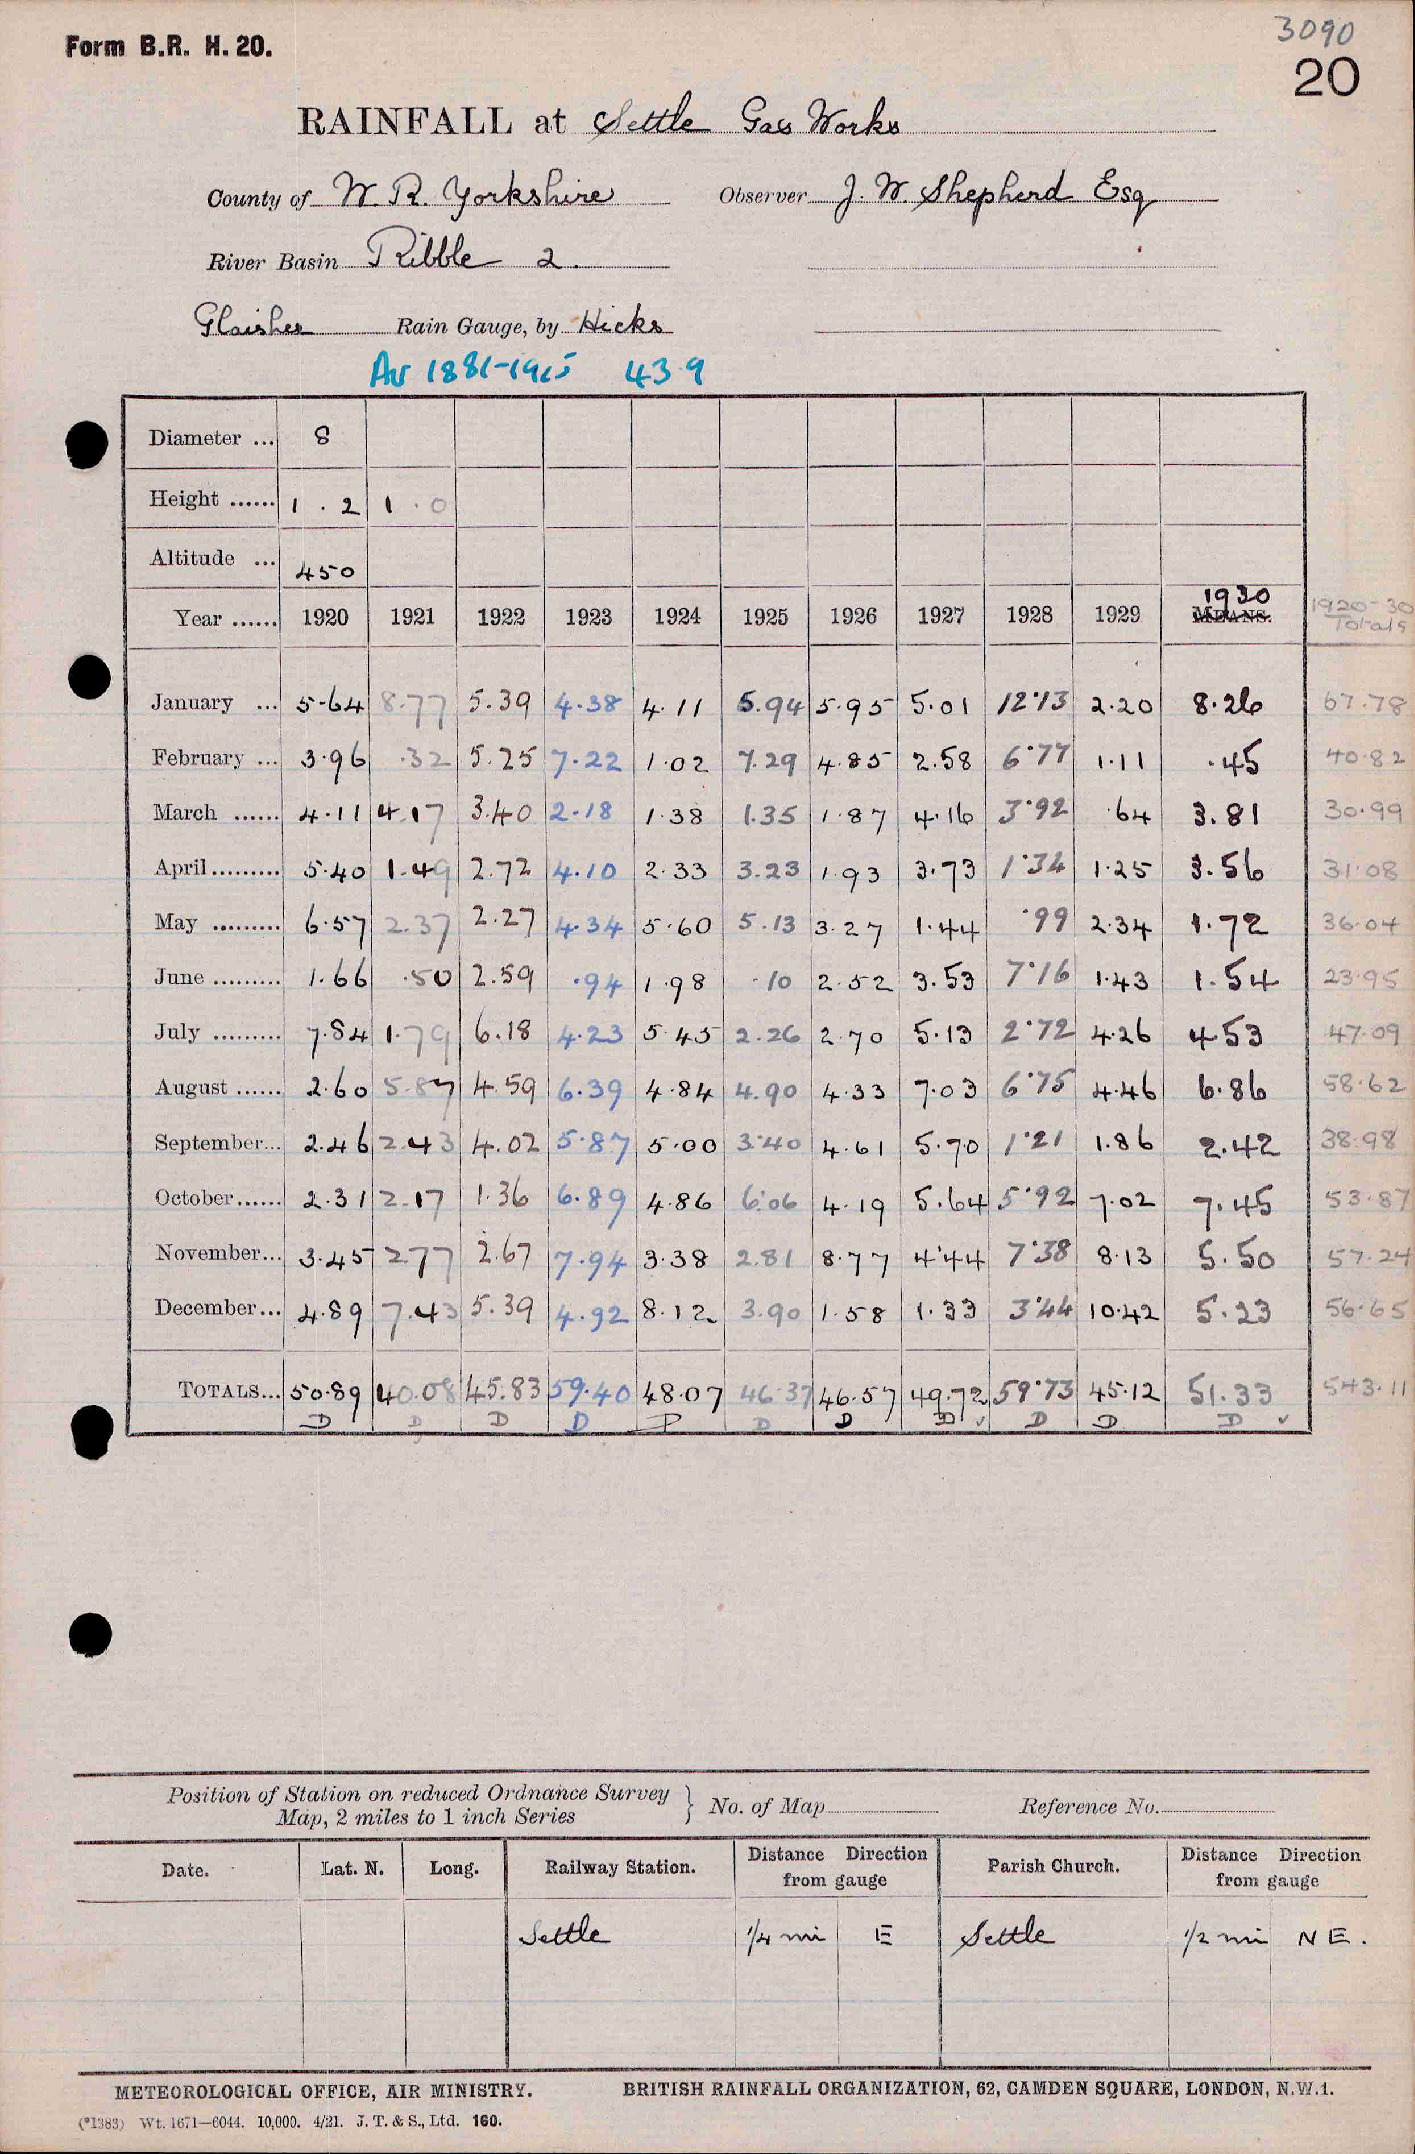 3090
Form B.R. H. 20.
20
RAINFALL at Settle Gas Works
County of W. R. Yorkshire Observer J. W. Shepherd Esq
River Basin Ribble 2.
Glaisher Rain Gauge, by Hicks
Av 1881-1915 43.9
Diameter ... 8
Height ...... 1 . 2 1 . 0
Altitude ... 450
Year ...... 1920 1921 1922 1923 1924 1925 1926 1927 1928 1929 MEANS. 1930 1920-30 Totals
January ... 5.64 8.77 5.39 4.38 4.11 5.94 5.95 5.01 12.13 2.20 8.26 67.78
February ... 3.96 .32 5.25 7.22 1.02 7.29 4.85 2.58 6.77 1.11 .45 40.82
March ...... 4.11 4.17 3.40 2.18 1.38 1.35 1.87 4.16 3.92 .64 3.81 30.99
April......... 5.40 1.49 2.72 4.10 2.33 3.23 1.93 3.73 1.34 1.25 3.56 31.08
May ......... 6.57 2.37 2.27 4.34 5.60 5.13 3.27 1.44 .99 2.34 1.72 36.04
June ......... 1.66 .50 2.59 .94 1.98 .10 2.52 3.53 7.16 1.43 1.54 23.95
July ......... 7.84 1.79 6.18 4.23 5.45 2.26 2.70 5.13 2.72 4.26 4.53 47.09
August ...... 2.60 5.87 4.59 6.39 4.84 4.90 4.33 7.03 6.75 4.46 6.86 58.62
September... 2.46 2.43 4.02 5.87 5.00 3.40 4.61 5.70 1.21 1.86 2.42 38.98
October...... 2.31 2.17 1.36 6.89 4.86 6.06 4.19 5.64 5.92 7.02 7.45 53.87
November... 3.45 2.77 2.67 7.94 3.38 2.81 8.77 4.44 7.38 8.13 5.50 57.24
December... 4.89 7.43 5.39 4.92 8.12 3.90 1.58 1.33 3.44 10.42 5.23 56.65
TOTALS... 50.89 40.08 45.83 59.40 48.07 46.37 46.57 49.72 59.73 45.12 51.33 543.11
D D D D P D D D ✓ D D D ✓
Position of Station on reduced Ordnance Survey
Map, 2 miles to 1 inch Series } No. of Map Reference No.
Date. Lat. N. Long. Railway Station. Distance Direction from gauge Parish Church. Distance Direction from gauge
Settle 1/4 mi E Settle 1/2 mi N E.
METEOROLOGICAL OFFICE, AIR MINISTRY. BRITISH RAINFALL ORGANIZATION, 62, CAMDEN SQUARE, LONDON, N.W.1.
(*1383) Wt. 1671—6044. 10,000. 4/21. J. T. & S., Ltd. 160.